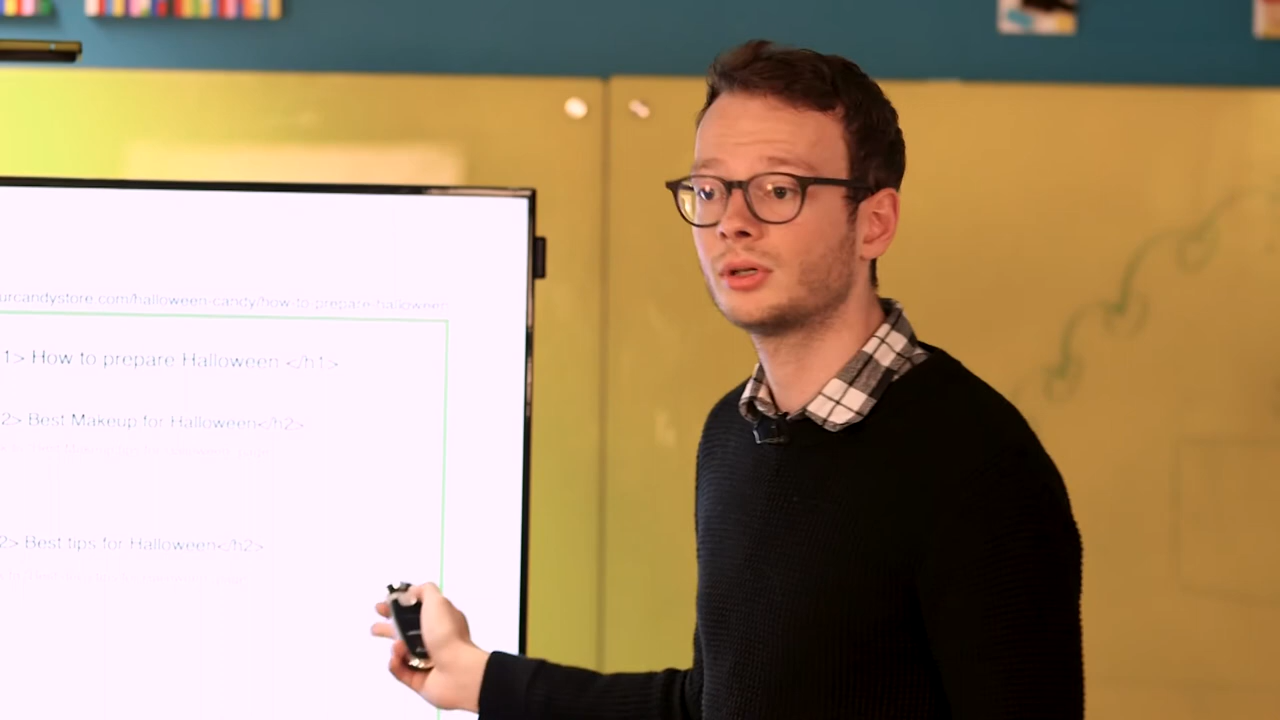 urcandystore.com/halloween-candy/how-to-prepare-halloween
1> How to prepare Halloween </h1>
2> Best Makeup for Halloween</h2>
2> Best tips for Halloween</h2>